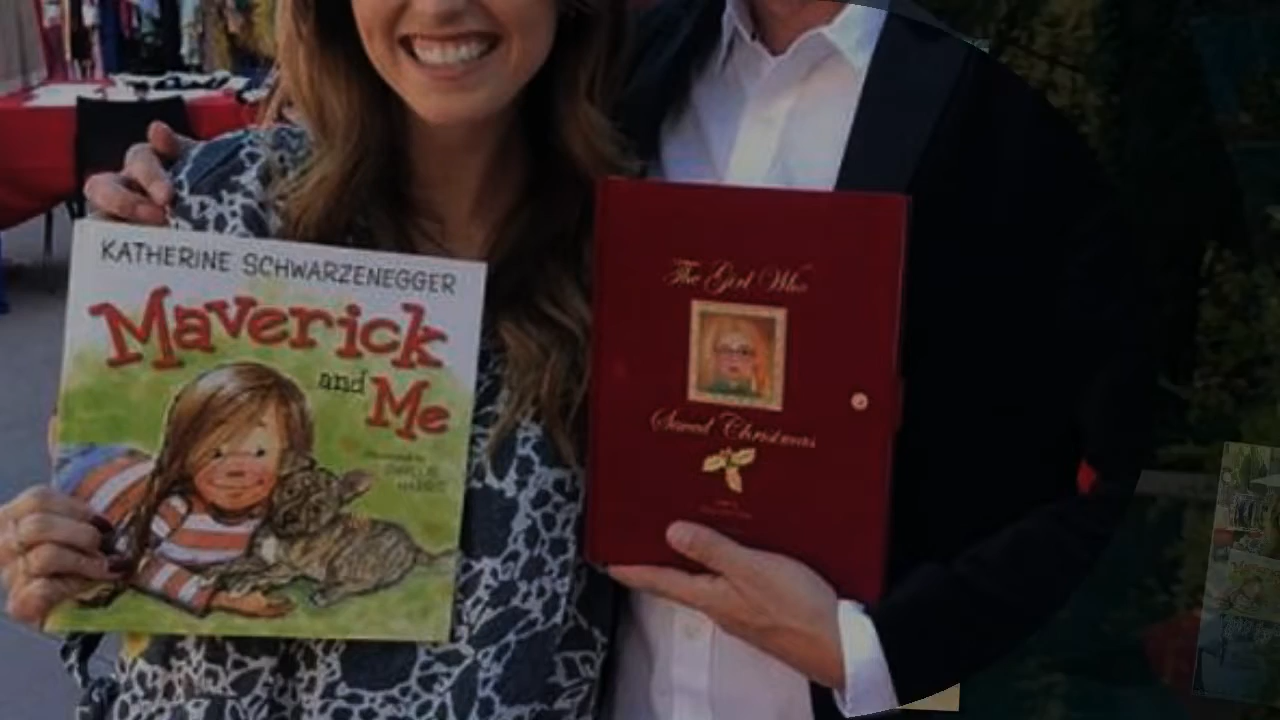 KATHERINE SCHWARZENEGGER
Maverick
and Me
The Girl Who
Saved Christmas